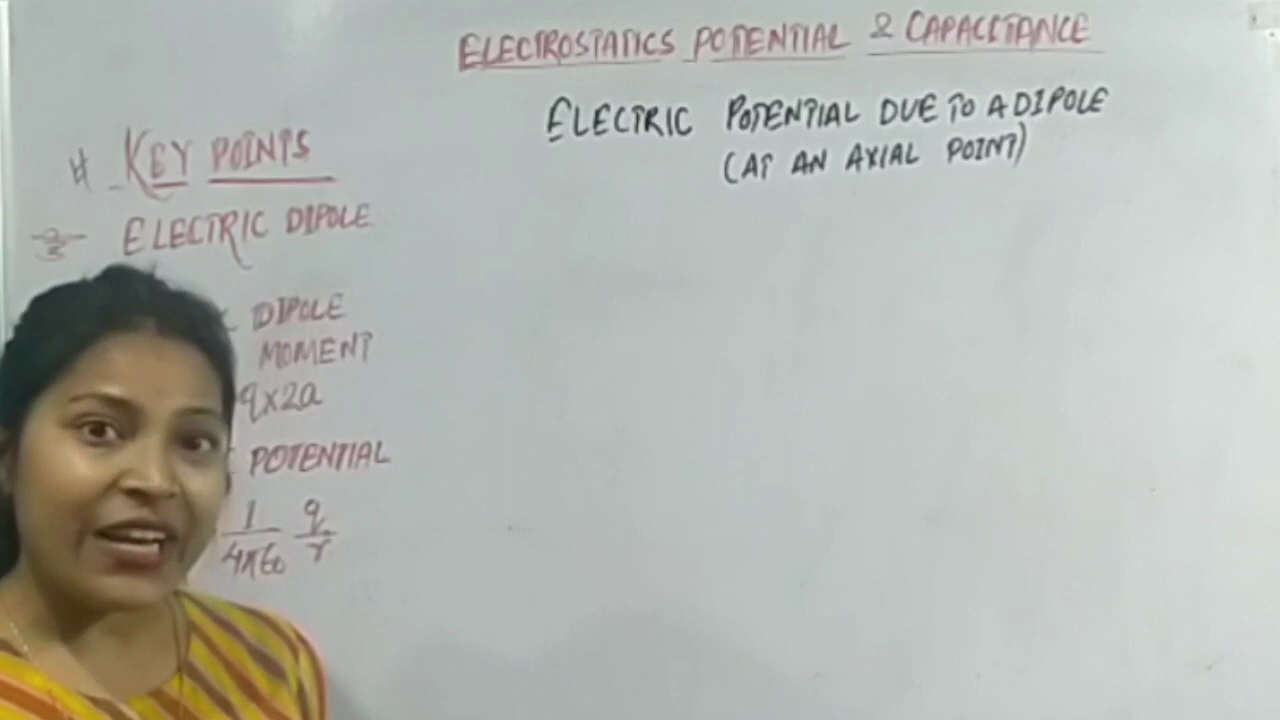 ELECTROSTATICS POTENTIAL & CAPACITANCE
ELECTRIC POTENTIAL DUE TO A DIPOLE
(AT AN AXIAL POINT)
# KEY POINTS
ELECTRIC DIPOLE
DIPOLE
MOMENT
q×2a
POTENTIAL
1/4πε₀ q/r